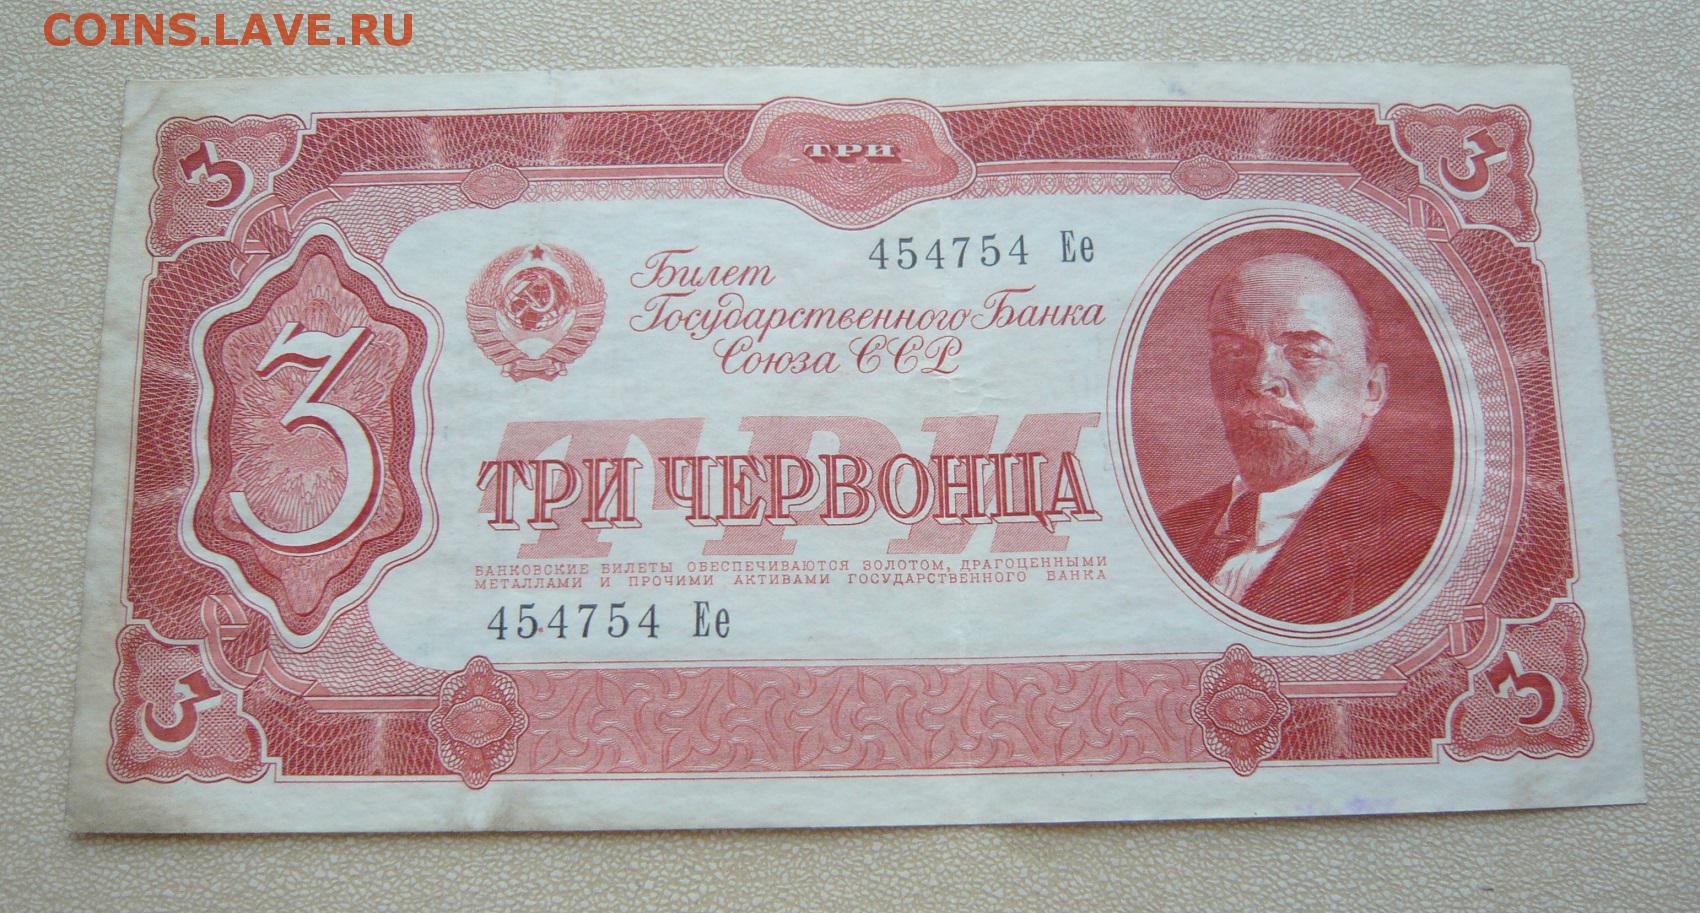 COINS.LAVE.RU
3 ТРИ 3
454754 Ее
Билет
Государственного Банка
Союза ССР
3
ТРИ
ТРИ ЧЕРВОНЦА
БАНКОВСКИЕ БИЛЕТЫ ОБЕСПЕЧИВАЮТСЯ ЗОЛОТОМ, ДРАГОЦЕННЫМИ
МЕТАЛЛАМИ И ПРОЧИМИ АКТИВАМИ ГОСУДАРСТВЕННОГО БАНКА
454754 Ее
3 3